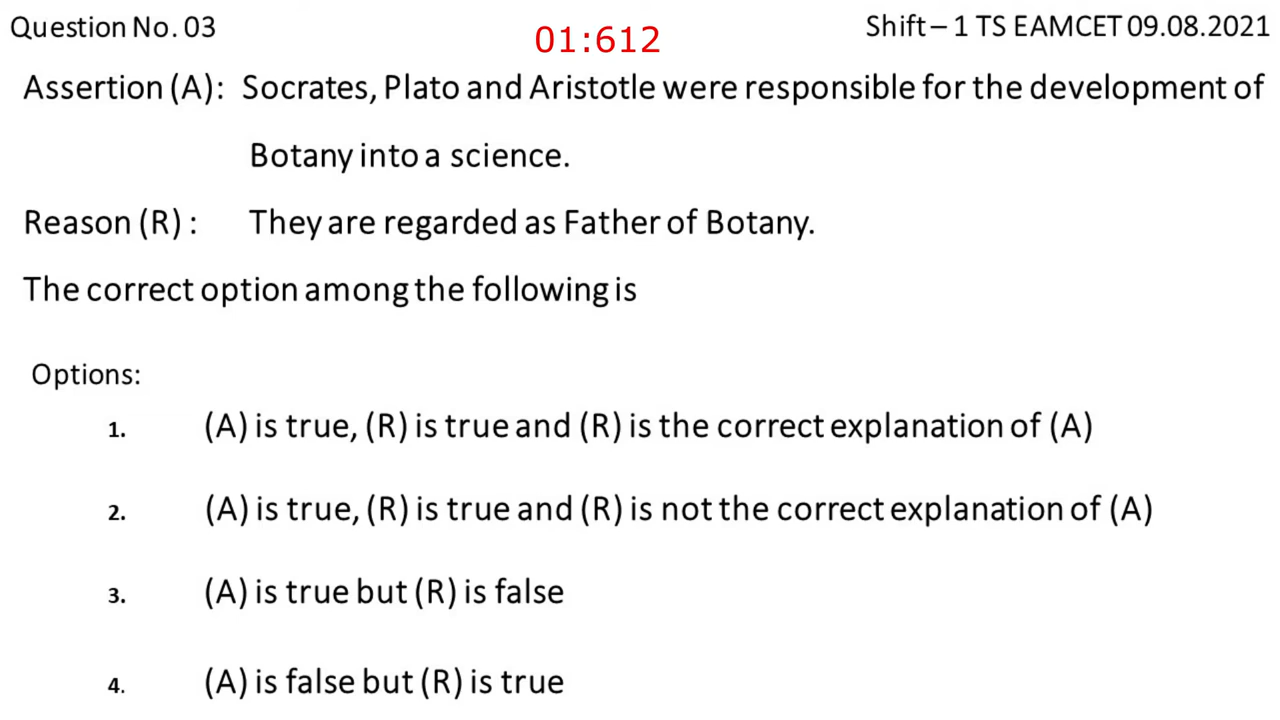 Question No. 03
01:612
Shift – 1 TS EAMCET 09.08.2021
Assertion (A): Socrates, Plato and Aristotle were responsible for the development of
Botany into a science.
Reason (R) : They are regarded as Father of Botany.
The correct option among the following is
Options:
1. (A) is true, (R) is true and (R) is the correct explanation of (A)
2. (A) is true, (R) is true and (R) is not the correct explanation of (A)
3. (A) is true but (R) is false
4. (A) is false but (R) is true